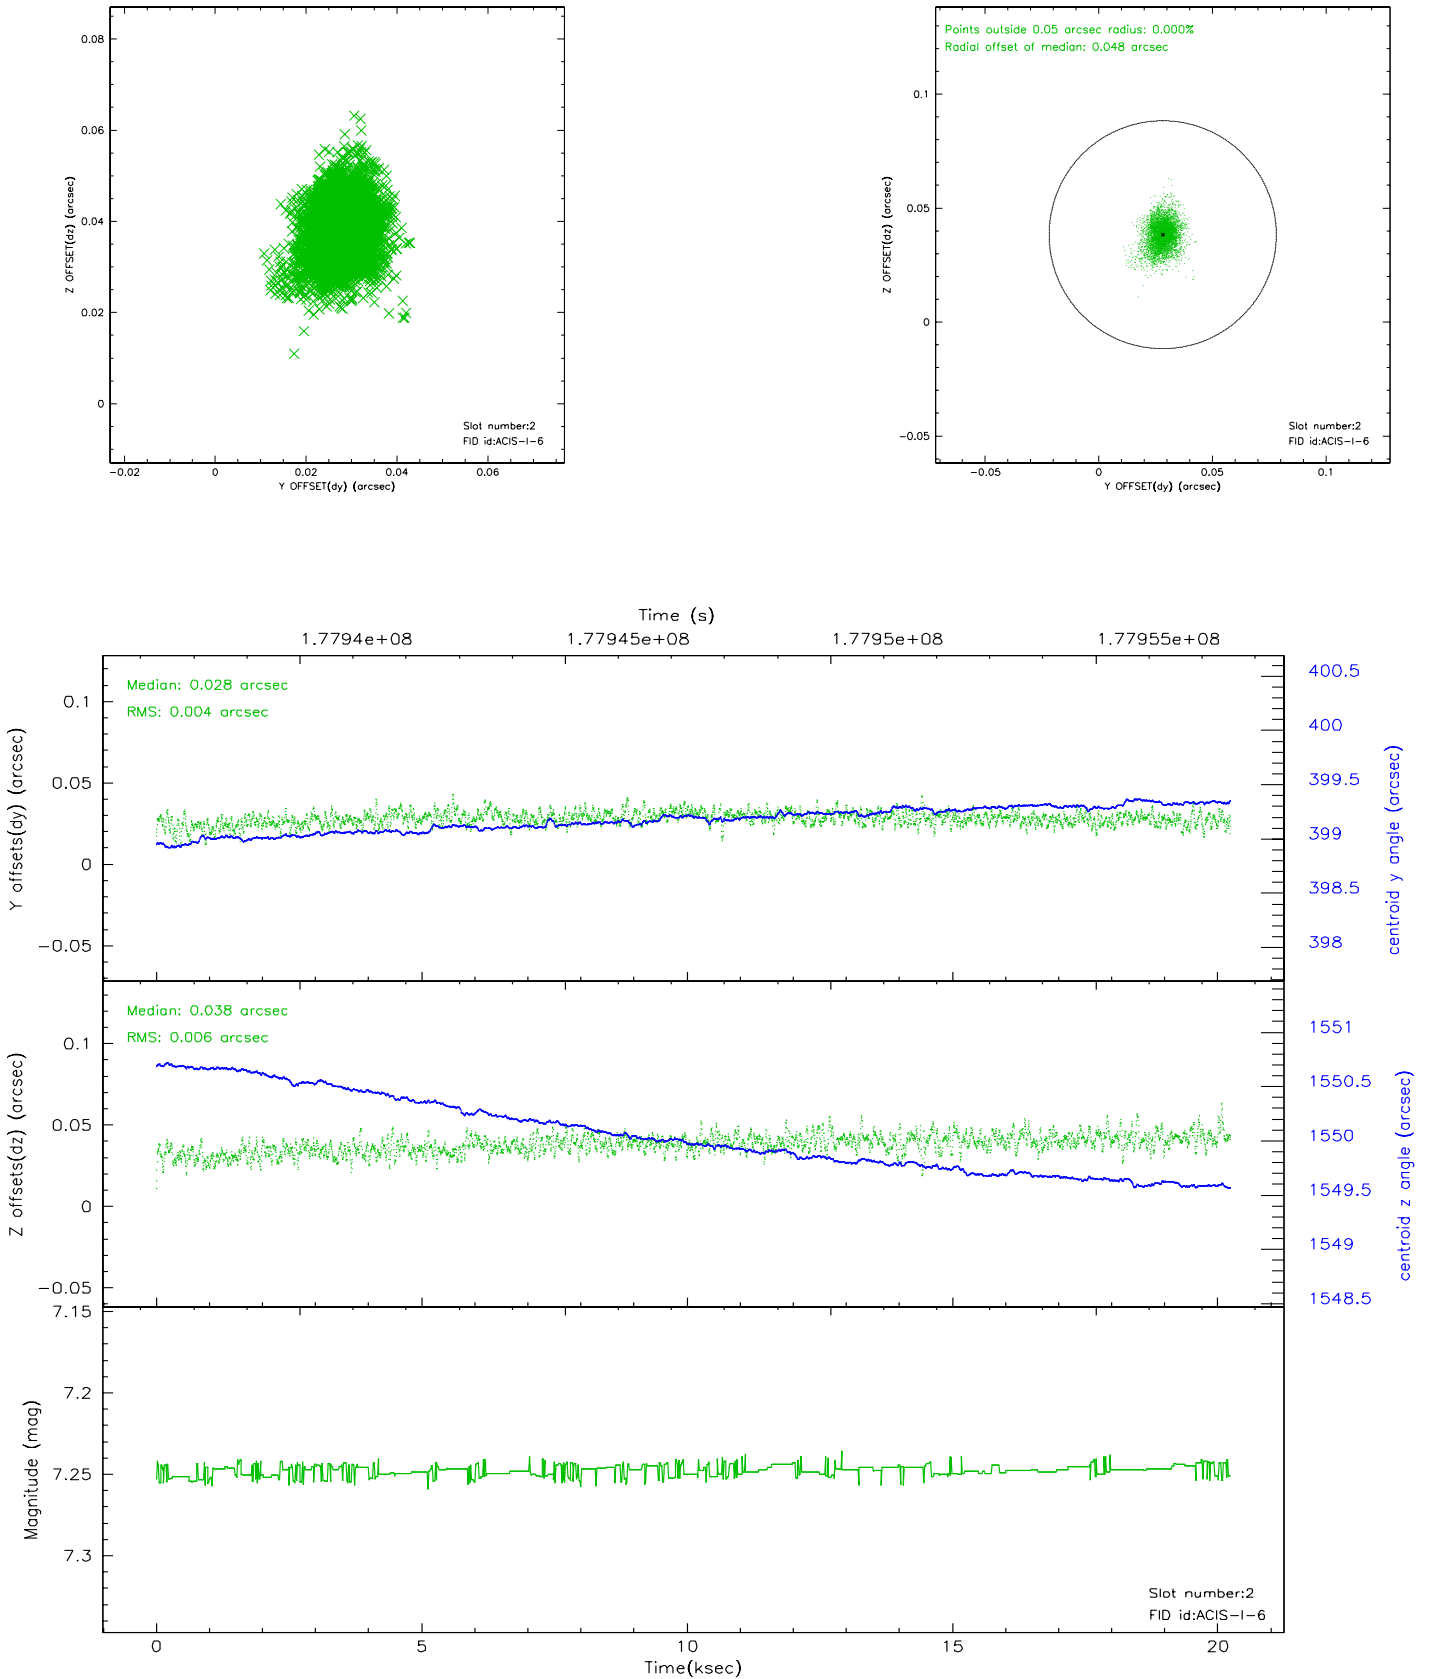 0.08
0.06
0.04
0.02
0
Z OFFSET(dz) (arcsec)
Slot number:2
FID id:ACIS-I-6
-0.02 0 0.02 0.04 0.06
Y OFFSET(dy) (arcsec)
Points outside 0.05 arcsec radius: 0.000%
Radial offset of median: 0.048 arcsec
0.1
0.05
0
-0.05
Z OFFSET(dz) (arcsec)
Slot number:2
FID id:ACIS-I-6
-0.05 0 0.05 0.1
Y OFFSET(dy) (arcsec)
Time (s)
1.7794e+08 1.77945e+08 1.7795e+08 1.77955e+08
Median: 0.028 arcsec
RMS: 0.004 arcsec
0.1
0.05
0
-0.05
Y offsets(dy) (arcsec)
400.5
400
399.5
399
398.5
398
centroid y angle (arcsec)
Median: 0.038 arcsec
RMS: 0.006 arcsec
0.1
0.05
0
-0.05
Z offsets(dz) (arcsec)
1551
1550.5
1550
1549.5
1549
1548.5
centroid z angle (arcsec)
7.15
7.2
7.25
7.3
Magnitude (mag)
Slot number:2
FID id:ACIS-I-6
0 5 10 15 20
Time(ksec)